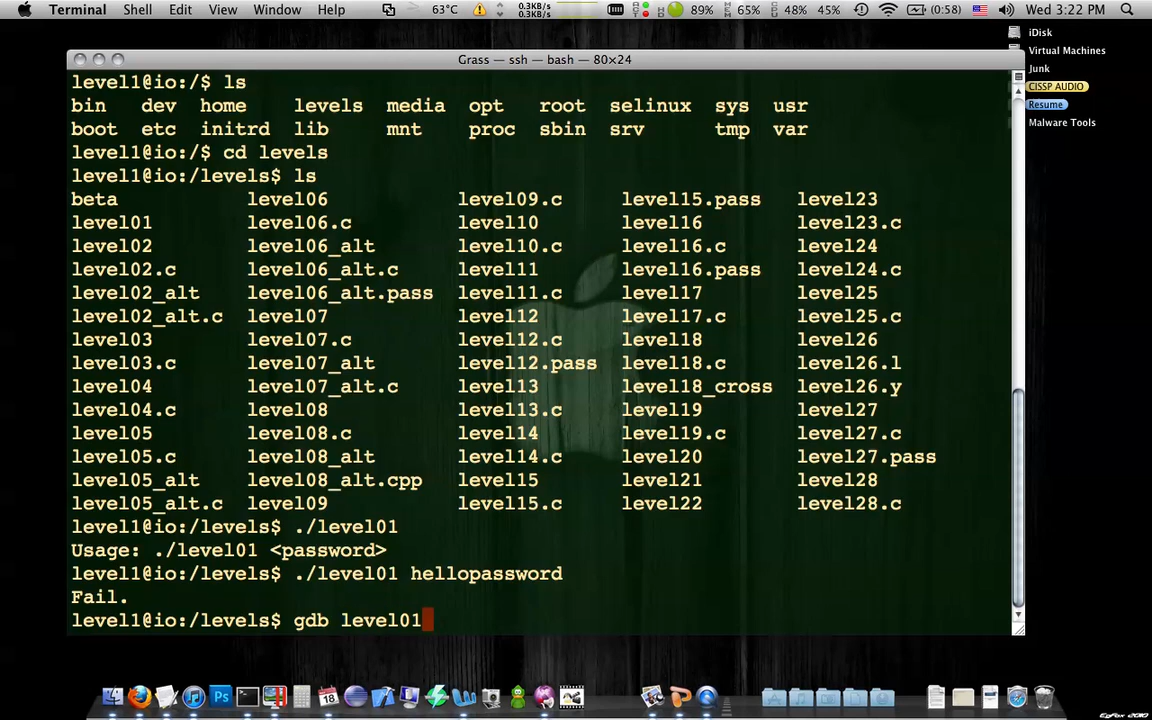 Terminal Shell Edit View Window Help 63°C 0.3KB/s 0.3KB/s 89% 65% 48% 45% (0:58) Wed 3:22 PM
iDisk
Virtual Machines
Junk
CISSP AUDIO
Resume
Malware Tools
Grass — ssh — bash — 80×24
level1@io:/$ ls
bin dev home levels media opt root selinux sys usr
boot etc initrd lib mnt proc sbin srv tmp var
level1@io:/$ cd levels
level1@io:/levels$ ls
beta level06 level09.c level15.pass level23
level01 level06.c level10 level16 level23.c
level02 level06_alt level10.c level16.c level24
level02.c level06_alt.c level11 level16.pass level24.c
level02_alt level06_alt.pass level11.c level17 level25
level02_alt.c level07 level12 level17.c level25.c
level03 level07.c level12.c level18 level26
level03.c level07_alt level12.pass level18.c level26.l
level04 level07_alt.c level13 level18_cross level26.y
level04.c level08 level13.c level19 level27
level05 level08.c level14 level19.c level27.c
level05.c level08_alt level14.c level20 level27.pass
level05_alt level08_alt.cpp level15 level21 level28
level05_alt.c level09 level15.c level22 level28.c
level1@io:/levels$ ./level01
Usage: ./level01 <password>
level1@io:/levels$ ./level01 hellopassword
Fail.
level1@io:/levels$ gdb level01
Ps
18